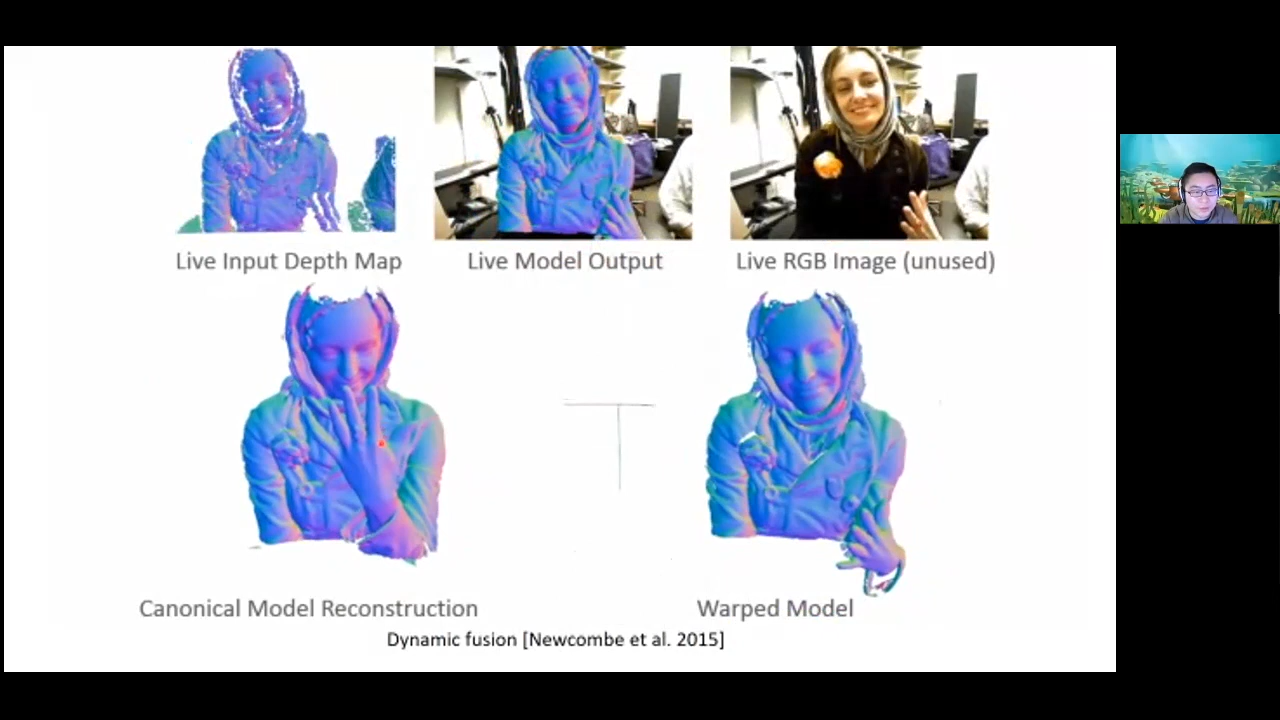 Live Input Depth Map
Live Model Output
Live RGB Image (unused)
Canonical Model Reconstruction
Warped Model
Dynamic fusion [Newcombe et al. 2015]